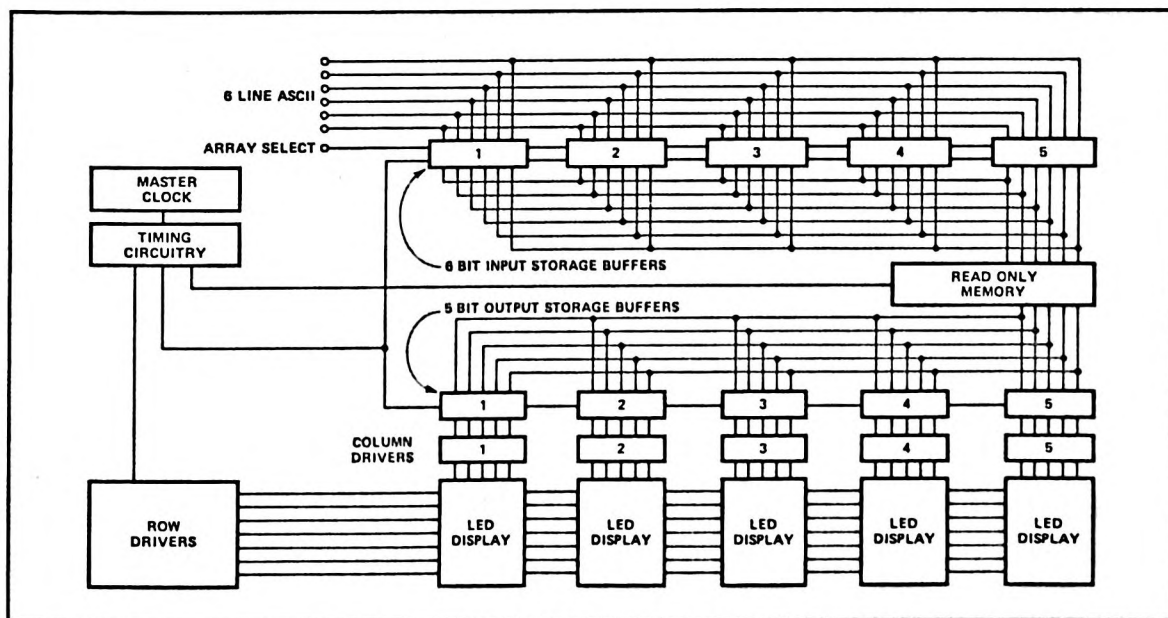 6 LINE ASCII
ARRAY SELECT
1 2 3 4 5
MASTER
CLOCK
TIMING
CIRCUITRY
6 BIT INPUT STORAGE BUFFERS
READ ONLY
MEMORY
5 BIT OUTPUT STORAGE BUFFERS
1 2 3 4 5
COLUMN
DRIVERS
1 2 3 4 5
ROW
DRIVERS
LED
DISPLAY
LED
DISPLAY
LED
DISPLAY
LED
DISPLAY
LED
DISPLAY